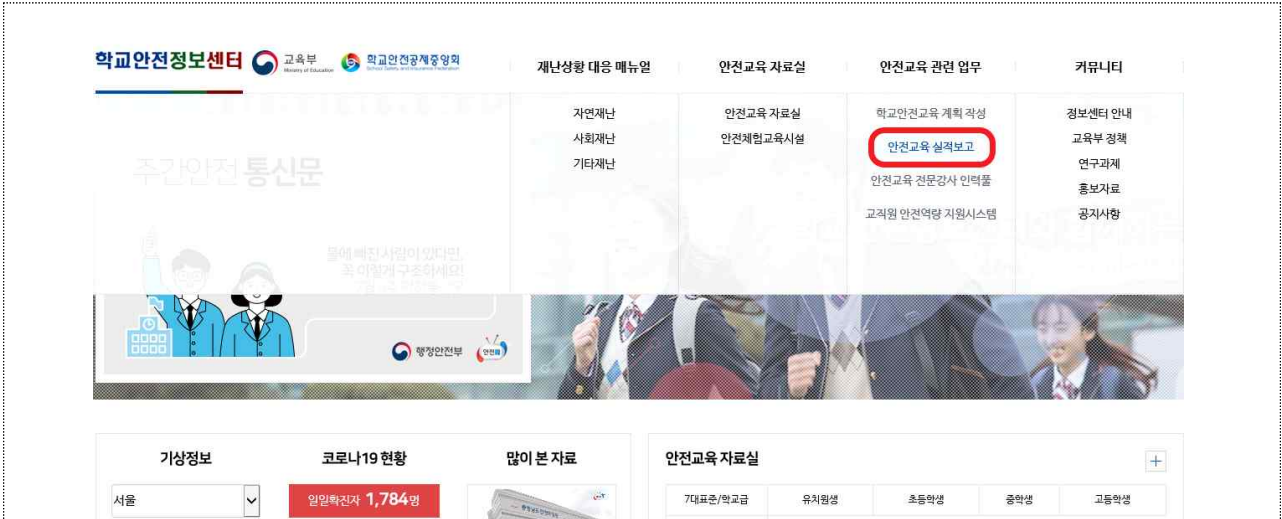 학교안전정보센터 교육부 Ministry of Education 학교안전공제중앙회 School Safety and Insurance Federation
재난상황 대응 매뉴얼 안전교육 자료실 안전교육 관련 업무 커뮤니티
자연재난 안전교육 자료실 학교안전교육 계획 작성 정보센터 안내
사회재난 안전체험교육시설 안전교육 실적보고 교육부 정책
기타재난 안전교육 전문강사 인력풀 연구과제
홍보자료
교직원 안전역량 지원시스템 공지사항
주간안전 통신문
물에 빠진 사람이 있다면,
꼭 이렇게 구조하세요!
행정안전부
기상정보 코로나19 현황 많이 본 자료 안전교육 자료실
서울 일일확진자 1,784명 7대표준/학교급 유치원생 초등학생 중학생 고등학생